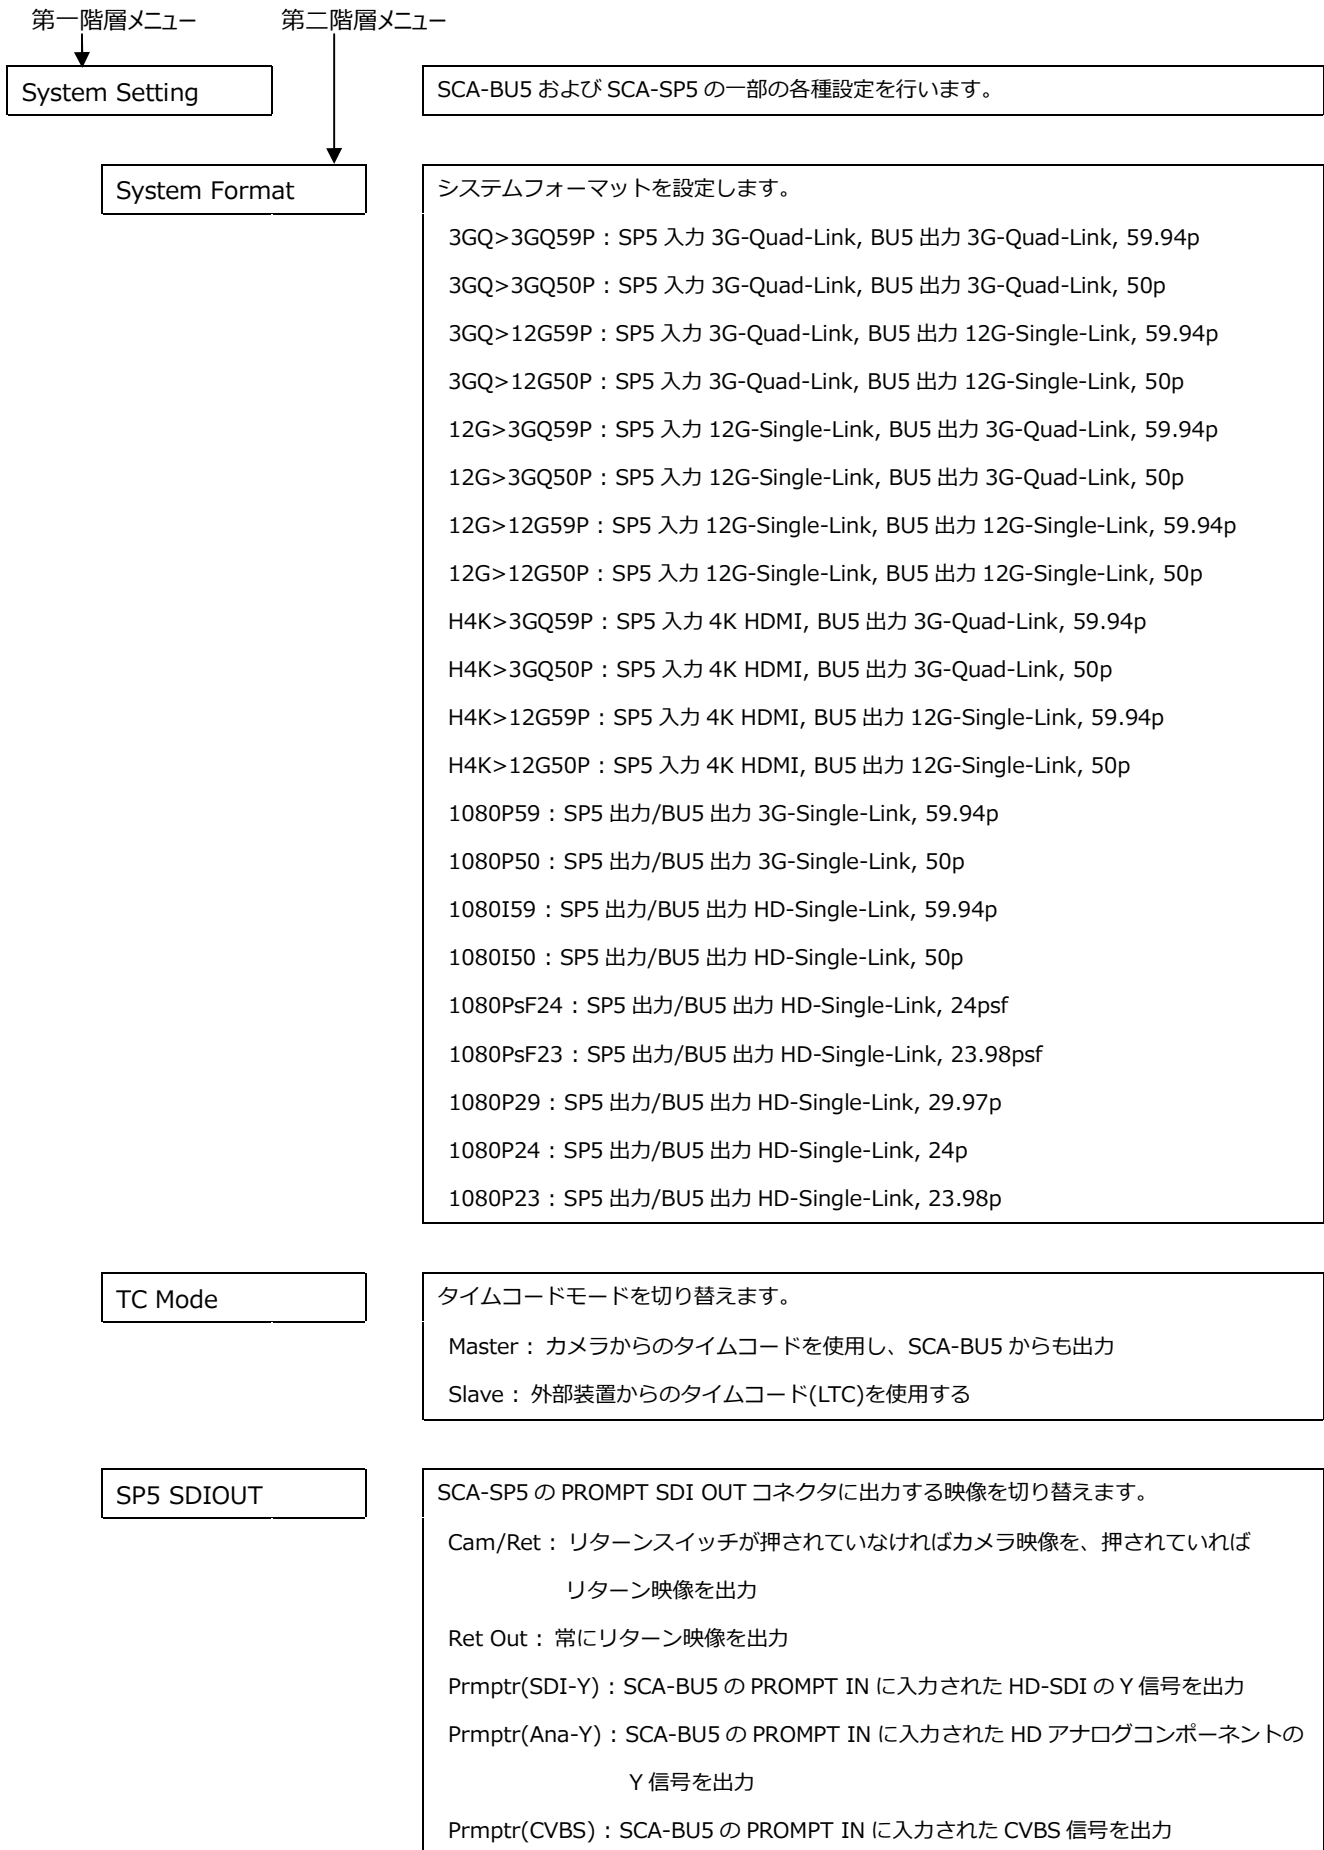 第一階層メニュー 第二階層メニュー
System Setting
SCA-BU5 および SCA-SP5 の一部の各種設定を行います。
System Format
システムフォーマットを設定します。
3GQ>3GQ59P : SP5 入力 3G-Quad-Link, BU5 出力 3G-Quad-Link, 59.94p
3GQ>3GQ50P : SP5 入力 3G-Quad-Link, BU5 出力 3G-Quad-Link, 50p
3GQ>12G59P : SP5 入力 3G-Quad-Link, BU5 出力 12G-Single-Link, 59.94p
3GQ>12G50P : SP5 入力 3G-Quad-Link, BU5 出力 12G-Single-Link, 50p
12G>3GQ59P : SP5 入力 12G-Single-Link, BU5 出力 3G-Quad-Link, 59.94p
12G>3GQ50P : SP5 入力 12G-Single-Link, BU5 出力 3G-Quad-Link, 50p
12G>12G59P : SP5 入力 12G-Single-Link, BU5 出力 12G-Single-Link, 59.94p
12G>12G50P : SP5 入力 12G-Single-Link, BU5 出力 12G-Single-Link, 50p
H4K>3GQ59P : SP5 入力 4K HDMI, BU5 出力 3G-Quad-Link, 59.94p
H4K>3GQ50P : SP5 入力 4K HDMI, BU5 出力 3G-Quad-Link, 50p
H4K>12G59P : SP5 入力 4K HDMI, BU5 出力 12G-Single-Link, 59.94p
H4K>12G50P : SP5 入力 4K HDMI, BU5 出力 12G-Single-Link, 50p
1080P59 : SP5 出力/BU5 出力 3G-Single-Link, 59.94p
1080P50 : SP5 出力/BU5 出力 3G-Single-Link, 50p
1080I59 : SP5 出力/BU5 出力 HD-Single-Link, 59.94p
1080I50 : SP5 出力/BU5 出力 HD-Single-Link, 50p
1080PsF24 : SP5 出力/BU5 出力 HD-Single-Link, 24psf
1080PsF23 : SP5 出力/BU5 出力 HD-Single-Link, 23.98psf
1080P29 : SP5 出力/BU5 出力 HD-Single-Link, 29.97p
1080P24 : SP5 出力/BU5 出力 HD-Single-Link, 24p
1080P23 : SP5 出力/BU5 出力 HD-Single-Link, 23.98p
TC Mode
タイムコードモードを切り替えます。
Master : カメラからのタイムコードを使用し、SCA-BU5 からも出力
Slave : 外部装置からのタイムコード(LTC)を使用する
SP5 SDIOUT
SCA-SP5 の PROMPT SDI OUT コネクタに出力する映像を切り替えます。
Cam/Ret : リターンスイッチが押されていなければカメラ映像を、押されていれば
リターン映像を出力
Ret Out : 常にリターン映像を出力
Prmptr(SDI-Y) : SCA-BU5 の PROMPT IN に入力された HD-SDI の Y 信号を出力
Prmptr(Ana-Y) : SCA-BU5 の PROMPT IN に入力された HD アナログコンポーネントの
Y 信号を出力
Prmptr(CVBS) : SCA-BU5 の PROMPT IN に入力された CVBS 信号を出力